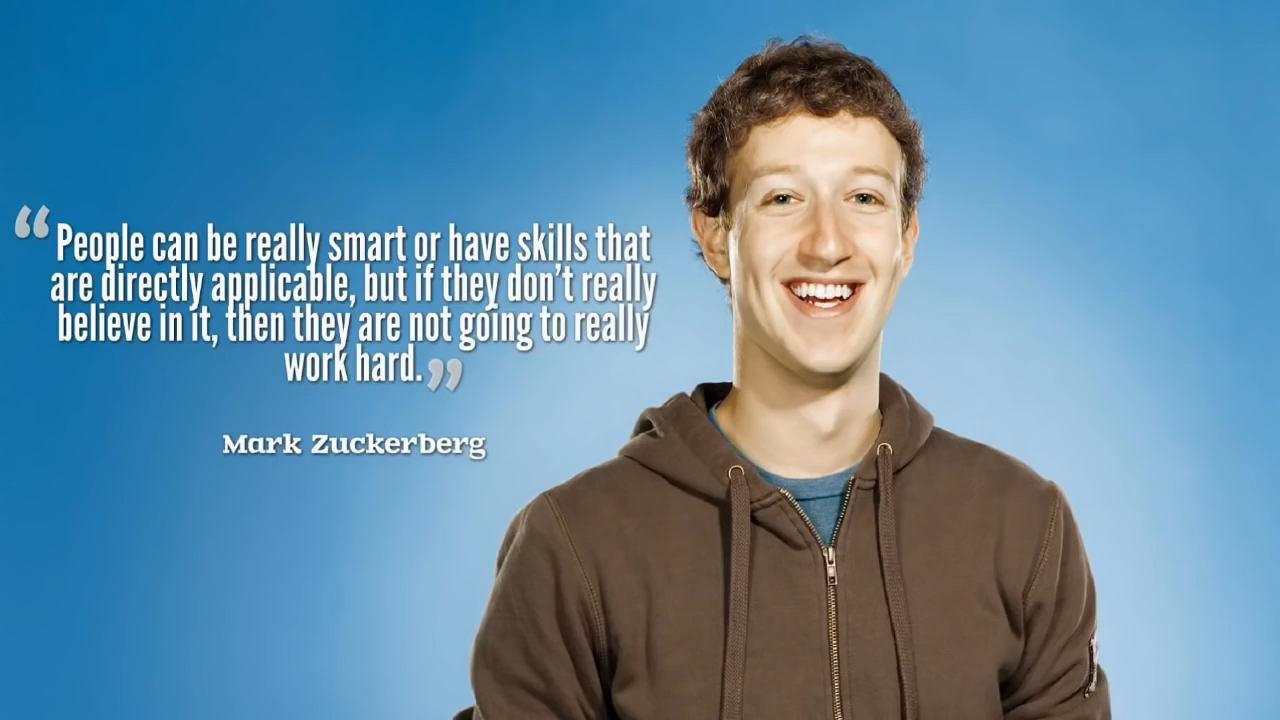 “People can be really smart or have skills that
are directly applicable, but if they don’t really
believe in it, then they are not going to really
work hard.”
Mark Zuckerberg